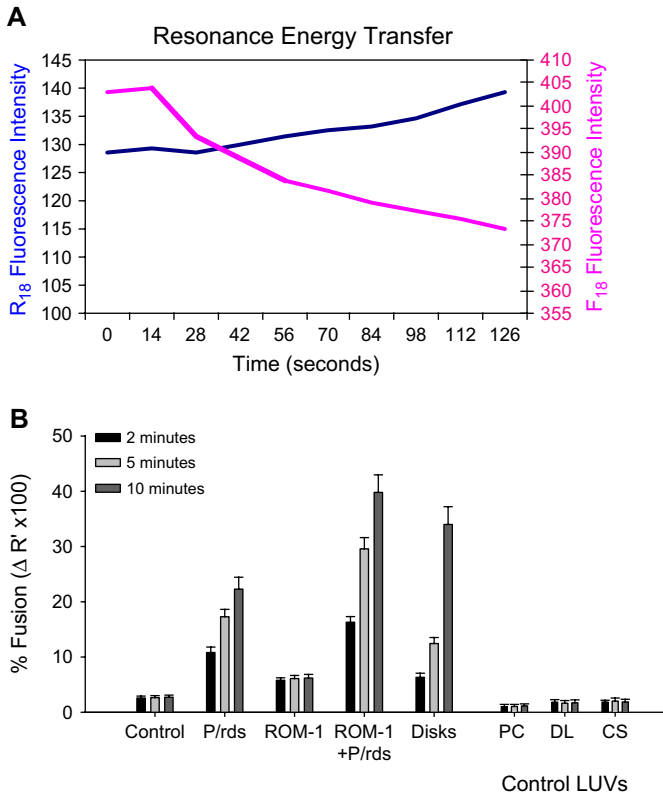 A
Resonance Energy Transfer
R18 Fluorescence Intensity
145
140
135
130
125
120
115
110
105
100
410
405
400
395
390
385
380
375
370
365
360
355
F18 Fluorescence Intensity
0 14 28 42 56 70 84 98 112 126
Time (seconds)
B
% Fusion (Δ R' x100)
50
40
30
20
10
0
2 minutes
5 minutes
10 minutes
Control P/rds ROM-1 ROM-1 Disks PC DL CS
+P/rds
Control LUVs